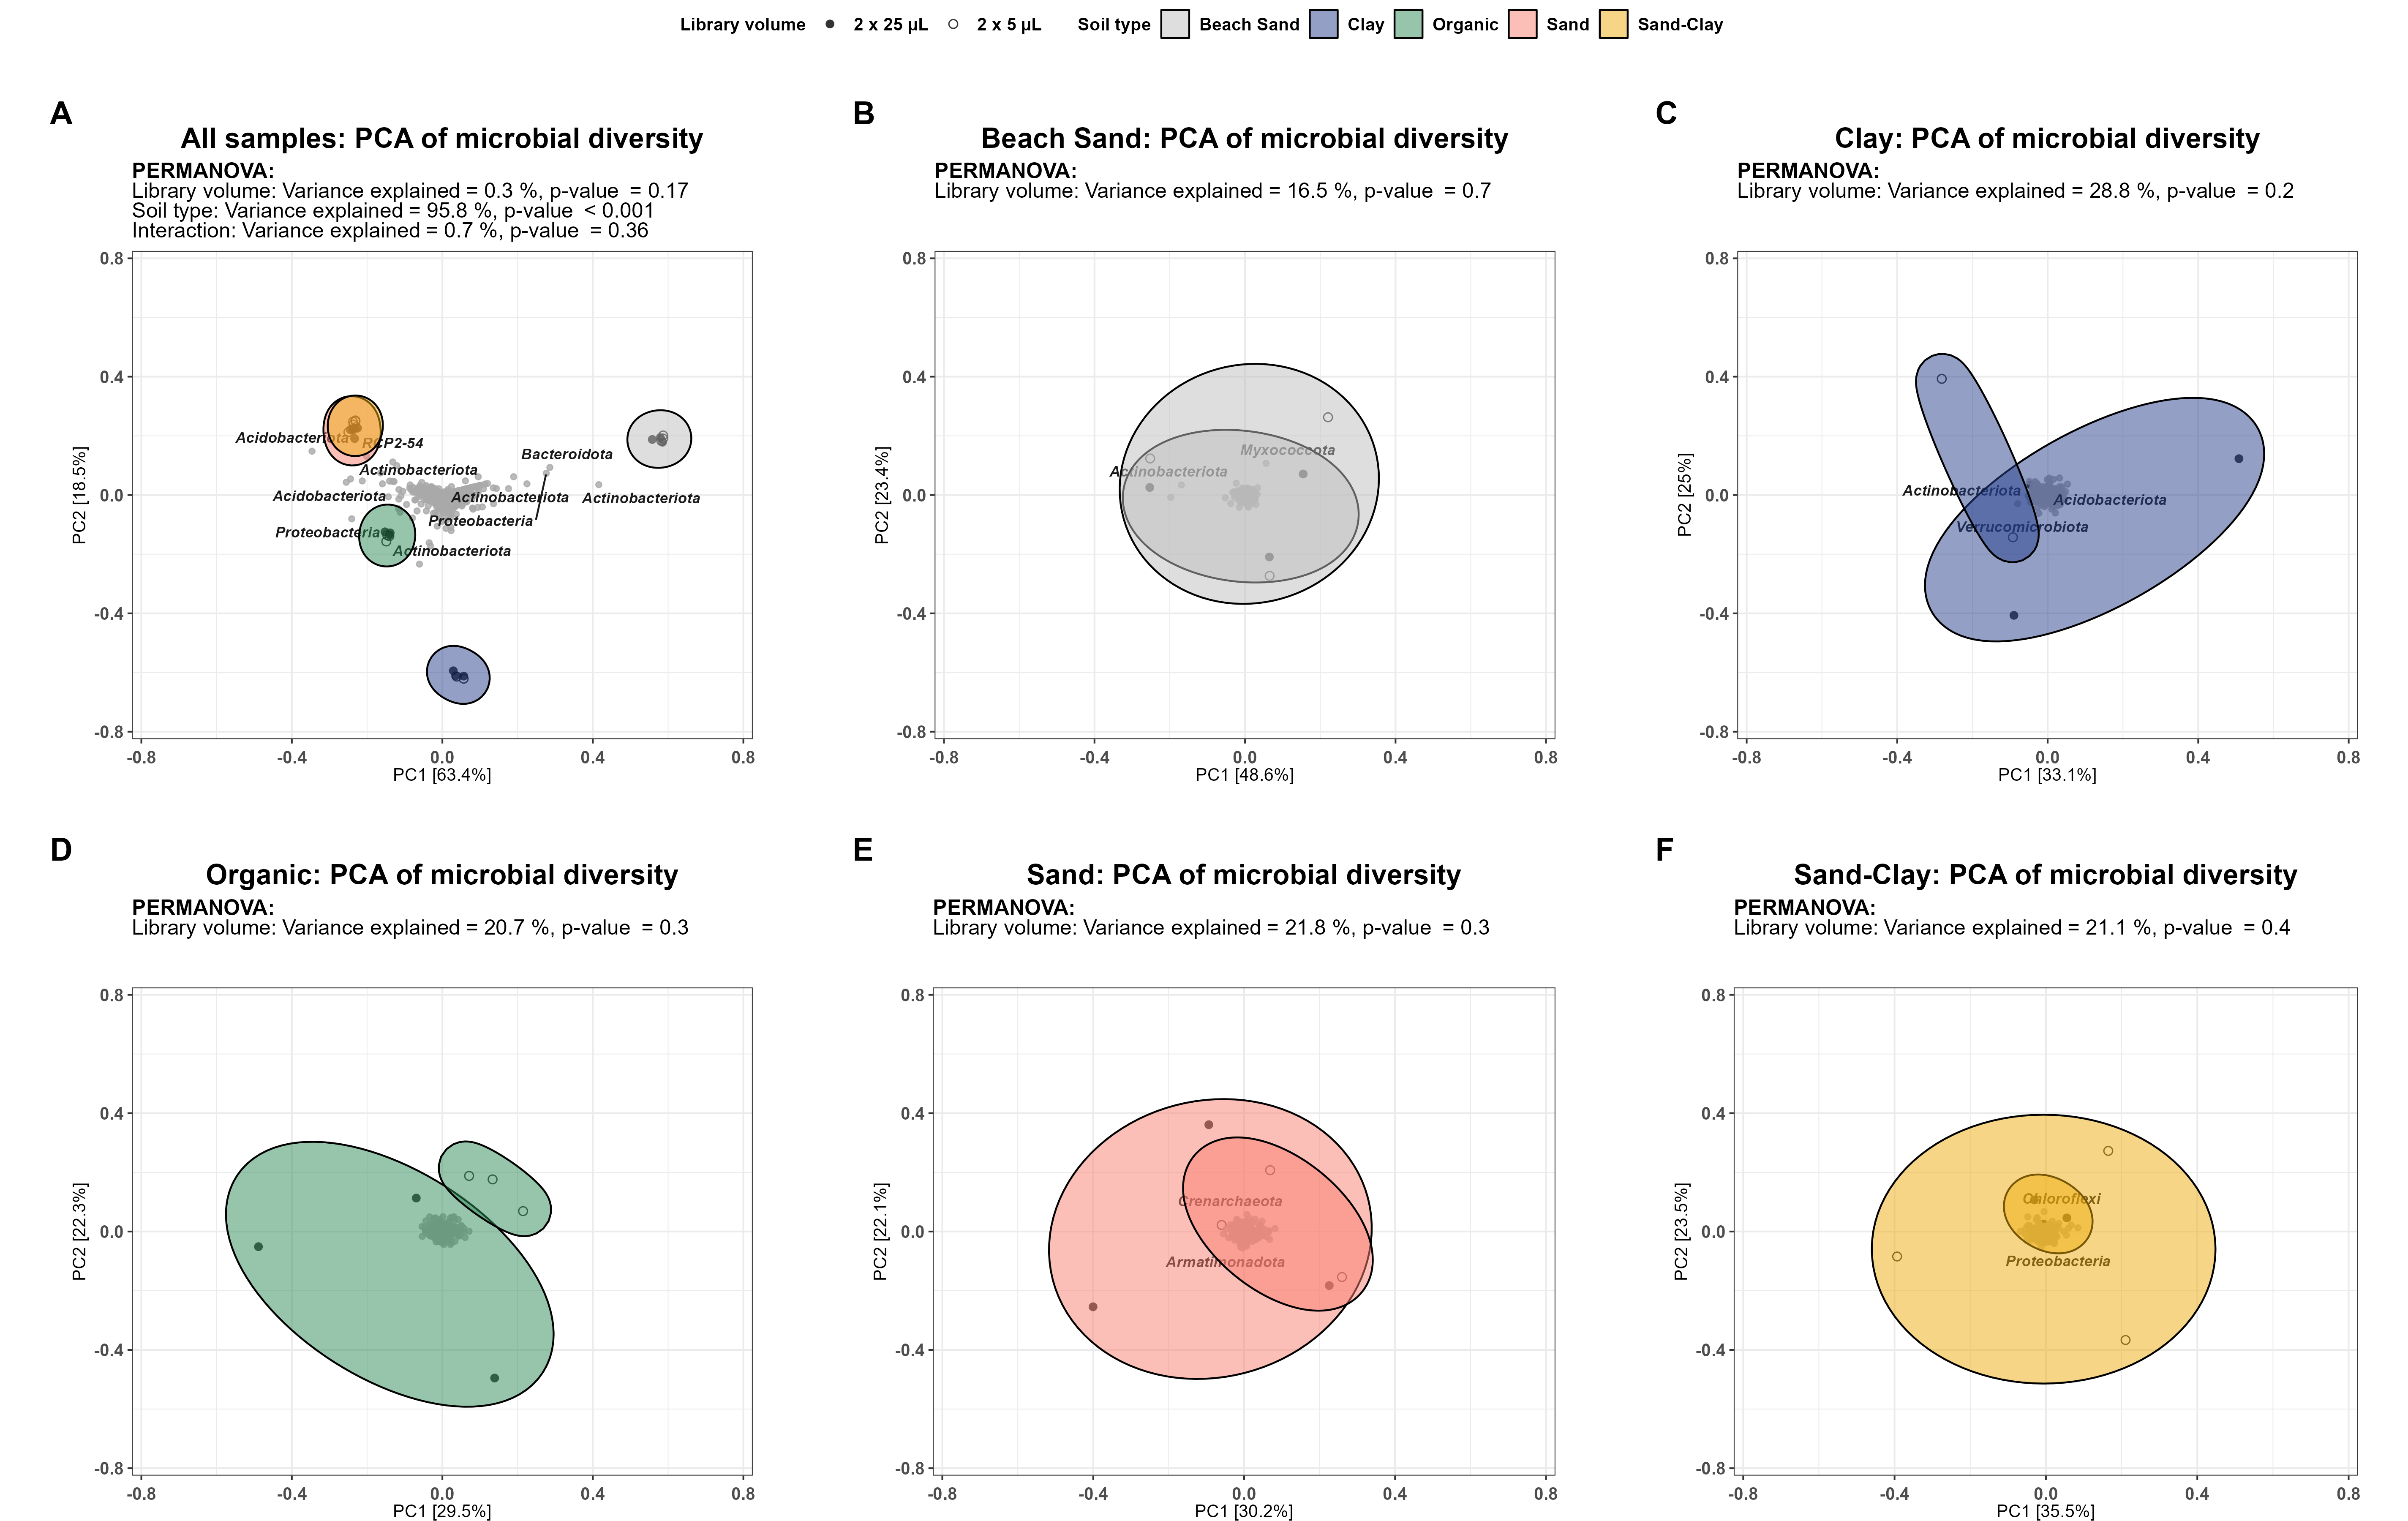 Library volume 2 x 25 µL 2 x 5 µL Soil type Beach Sand Clay Organic Sand Sand-Clay
A
All samples: PCA of microbial diversity
PERMANOVA:
Library volume: Variance explained = 0.3 %, p-value = 0.17
Soil type: Variance explained = 95.8 %, p-value < 0.001
Interaction: Variance explained = 0.7 %, p-value = 0.36
0.8
0.4
0.0
-0.4
-0.8
PC2 [18.5%]
Acidobacteriota
RCP2-54
Bacteroidota
Actinobacteriota
Acidobacteriota
Actinobacteriota
Actinobacteriota
Proteobacteria
Proteobacteria
Actinobacteriota
-0.8 -0.4 0.0 0.4 0.8
PC1 [63.4%]
B
Beach Sand: PCA of microbial diversity
PERMANOVA:
Library volume: Variance explained = 16.5 %, p-value = 0.7
0.8
0.4
0.0
-0.4
-0.8
PC2 [23.4%]
Myxococcota
Actinobacteriota
-0.8 -0.4 0.0 0.4 0.8
PC1 [48.6%]
C
Clay: PCA of microbial diversity
PERMANOVA:
Library volume: Variance explained = 28.8 %, p-value = 0.2
0.8
0.4
0.0
-0.4
-0.8
PC2 [25%]
Actinobacteriota
Acidobacteriota
Verrucomicrobiota
-0.8 -0.4 0.0 0.4 0.8
PC1 [33.1%]
D
Organic: PCA of microbial diversity
PERMANOVA:
Library volume: Variance explained = 20.7 %, p-value = 0.3
0.8
0.4
0.0
-0.4
-0.8
PC2 [22.3%]
-0.8 -0.4 0.0 0.4 0.8
PC1 [29.5%]
E
Sand: PCA of microbial diversity
PERMANOVA:
Library volume: Variance explained = 21.8 %, p-value = 0.3
0.8
0.4
0.0
-0.4
-0.8
PC2 [22.1%]
Crenarchaeota
Armatimonadota
-0.8 -0.4 0.0 0.4 0.8
PC1 [30.2%]
F
Sand-Clay: PCA of microbial diversity
PERMANOVA:
Library volume: Variance explained = 21.1 %, p-value = 0.4
0.8
0.4
0.0
-0.4
-0.8
PC2 [23.5%]
Chloroflexi
Proteobacteria
-0.8 -0.4 0.0 0.4 0.8
PC1 [35.5%]